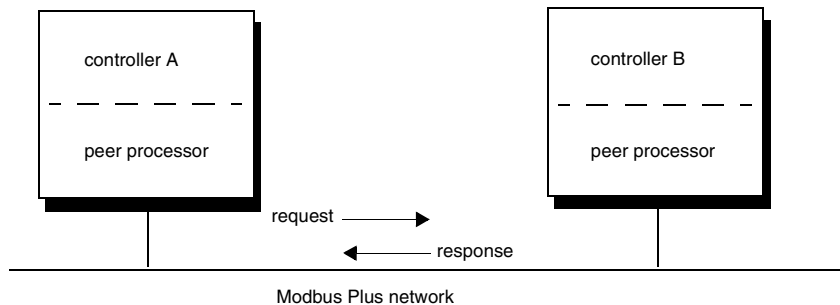 controller A
peer processor
controller B
peer processor
request
response
Modbus Plus network